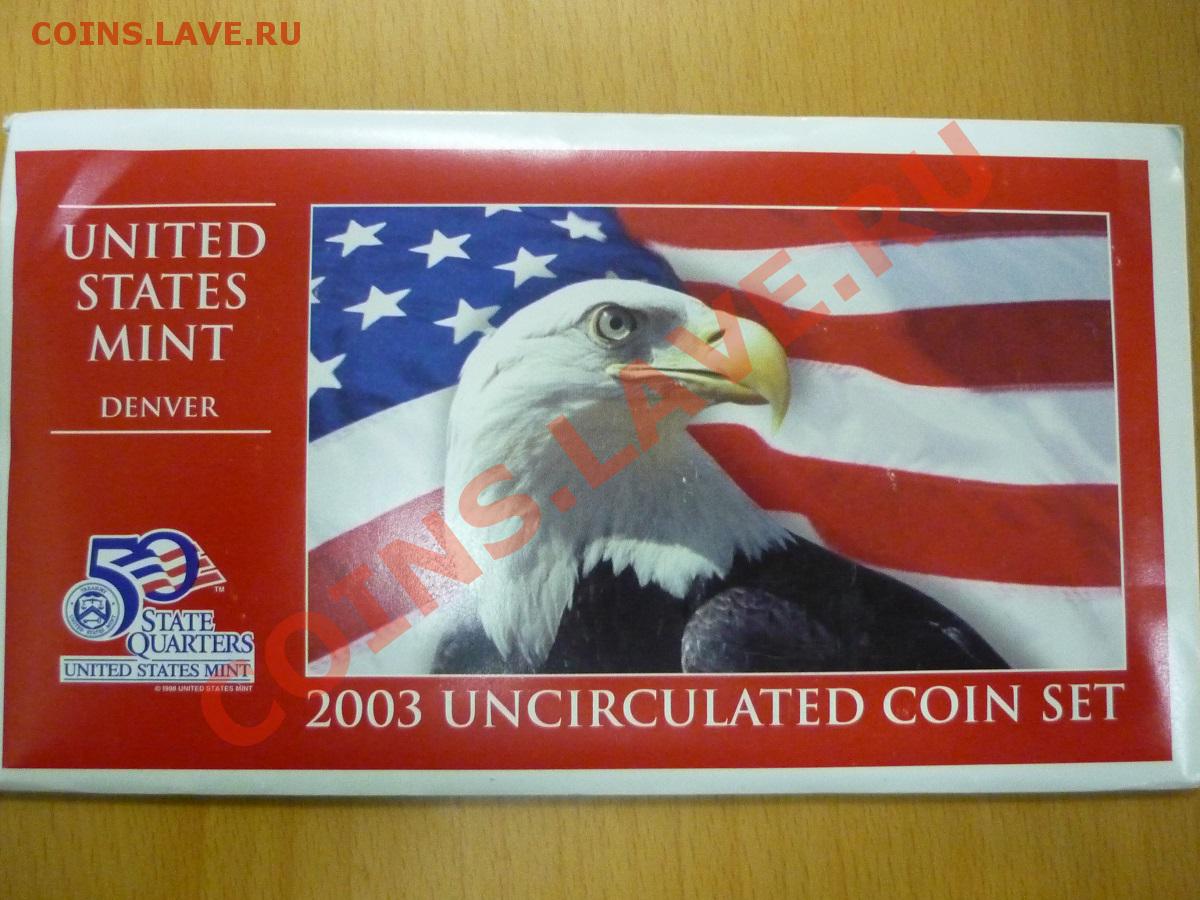 COINS.LAVE.RU
UNITED
STATES
MINT
DENVER
50
TM
STATE
QUARTERS
UNITED STATES MINT
© 1998 UNITED STATES MINT
2003 UNCIRCULATED COIN SET
COINS.LAVE.RU